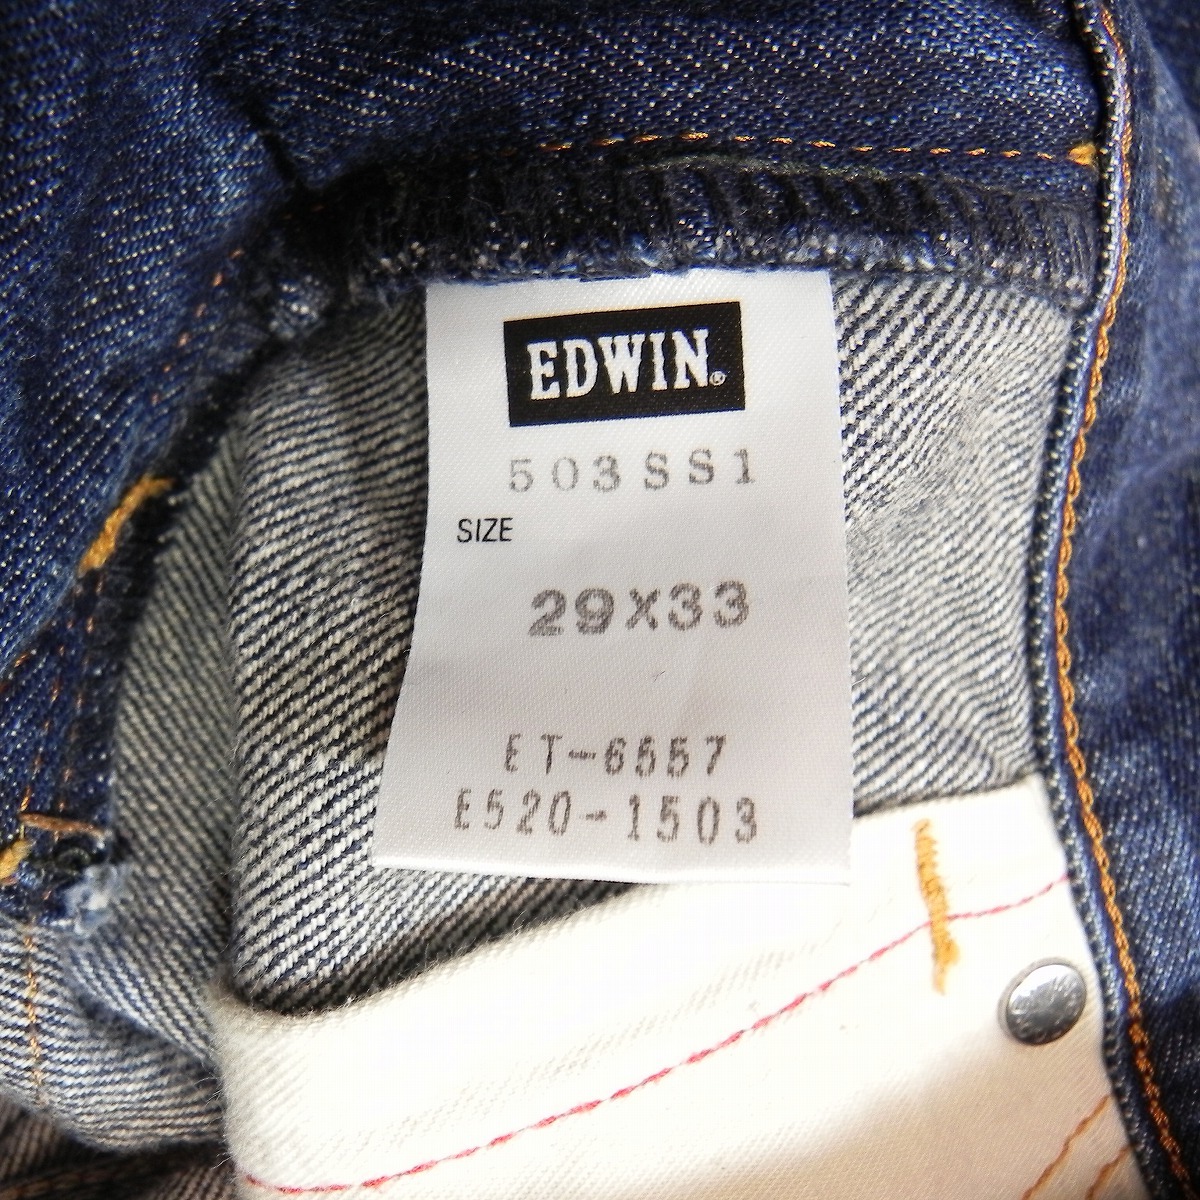 EDWIN®
503SS1
SIZE
29X33
ET-6557
E520-1503